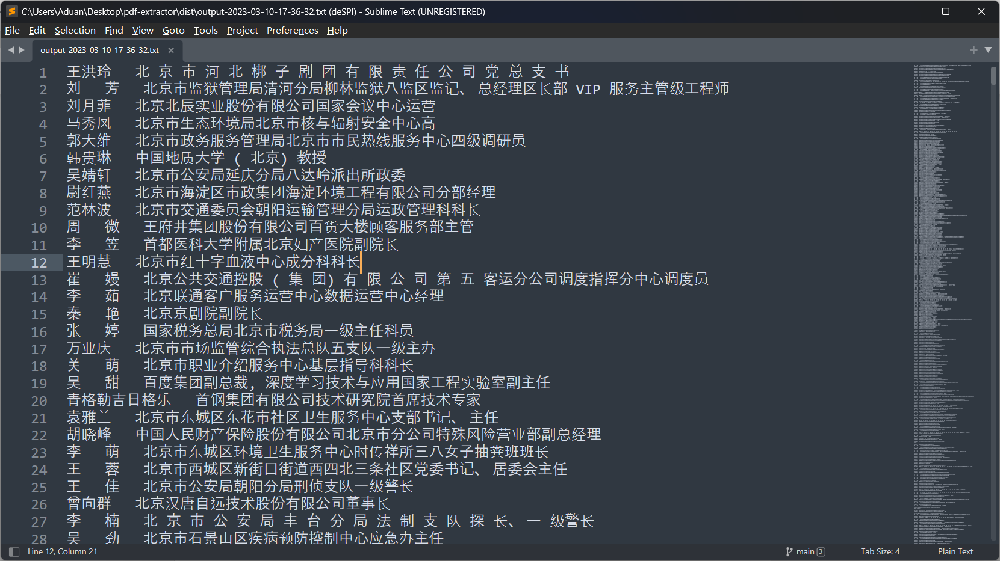 C:\Users\Aduan\Desktop\pdf-extractor\dist\output-2023-03-10-17-36-32.txt (deSPI) - Sublime Text (UNREGISTERED)
File Edit Selection Find View Goto Tools Project Preferences Help
output-2023-03-10-17-36-32.txt
1 王洪玲 北 京 市 河 北 梆 子 剧 团 有 限 责 任 公 司 党 总 支 书
2 刘 芳 北京市监狱管理局清河分局柳林监狱八监区监记、 总经理区长部 VIP 服务主管级工程师
3 刘月菲 北京北辰实业股份有限公司国家会议中心运营
4 马秀凤 北京市生态环境局北京市核与辐射安全中心高
5 郭大维 北京市政务服务管理局北京市市民热线服务中心四级调研员
6 韩贵琳 中国地质大学 ( 北京) 教授
7 吴婧轩 北京市公安局延庆分局八达岭派出所政委
8 尉红燕 北京市海淀区市政集团海淀环境工程有限公司分部经理
9 范林波 北京市交通委员会朝阳运输管理分局运政管理科科长
10 周 微 王府井集团股份有限公司百货大楼顾客服务部主管
11 李 笠 首都医科大学附属北京妇产医院副院长
12 王明慧 北京市红十字血液中心成分科科长
13 崔 嫚 北京公共交通控股 ( 集 团) 有 限 公 司 第 五 客运分公司调度指挥分中心调度员
14 李 茹 北京联通客户服务运营中心数据运营中心经理
15 秦 艳 北京京剧院副院长
16 张 婷 国家税务总局北京市税务局一级主任科员
17 万亚庆 北京市市场监管综合执法总队五支队一级主办
18 关 萌 北京市职业介绍服务中心基层指导科科长
19 吴 甜 百度集团副总裁, 深度学习技术与应用国家工程实验室副主任
20 青格勒吉日格乐 首钢集团有限公司技术研究院首席技术专家
21 袁雅兰 北京市东城区东花市社区卫生服务中心支部书记、 主任
22 胡晓峰 中国人民财产保险股份有限公司北京市分公司特殊风险营业部副总经理
23 李 萌 北京市东城区环境卫生服务中心时传祥所三八女子抽粪班班长
24 王 蓉 北京市西城区新街口街道西四北三条社区党委书记、 居委会主任
25 王 佳 北京市公安局朝阳分局刑侦支队一级警长
26 曾向群 北京汉唐自远技术股份有限公司董事长
27 李 楠 北 京 市 公 安 局 丰 台 分 局 法 制 支 队 探 长、 一 级警长
28 吴 劲 北京市石景山区疾病预防控制中心应急办主任
Line 12, Column 21 main 3 Tab Size: 4 Plain Text